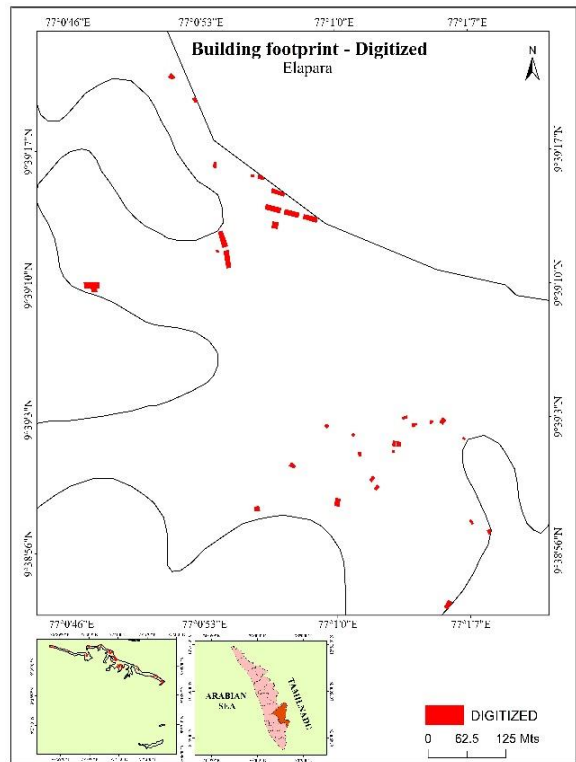 77°0'46"E 77°0'53"E 77°1'0"E 77°1'7"E
Building footprint - Digitized
Elapara
N
9°39'17"N 9°39'17"N
9°39'10"N 9°39'10"N
9°39'3"N 9°39'3"N
9°38'56"N 9°38'56"N
77°0'46"E 77°0'53"E 77°1'0"E 77°1'7"E
ARABIAN
SEA
TAMILNADU
DIGITIZED
0 62.5 125 Mts